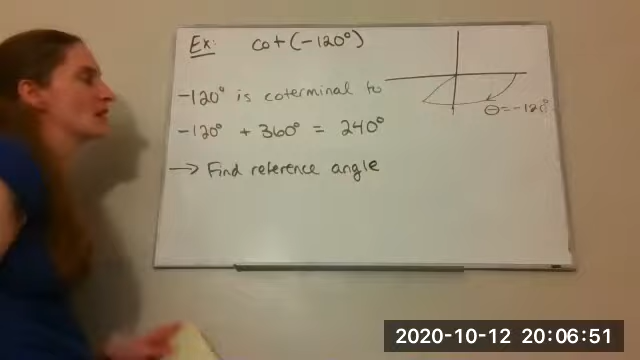 Ex: cot(-120°)
-120° is coterminal to
-120° + 360° = 240°
→ Find reference angle
θ=-120°
2020-10-12 20:06:51